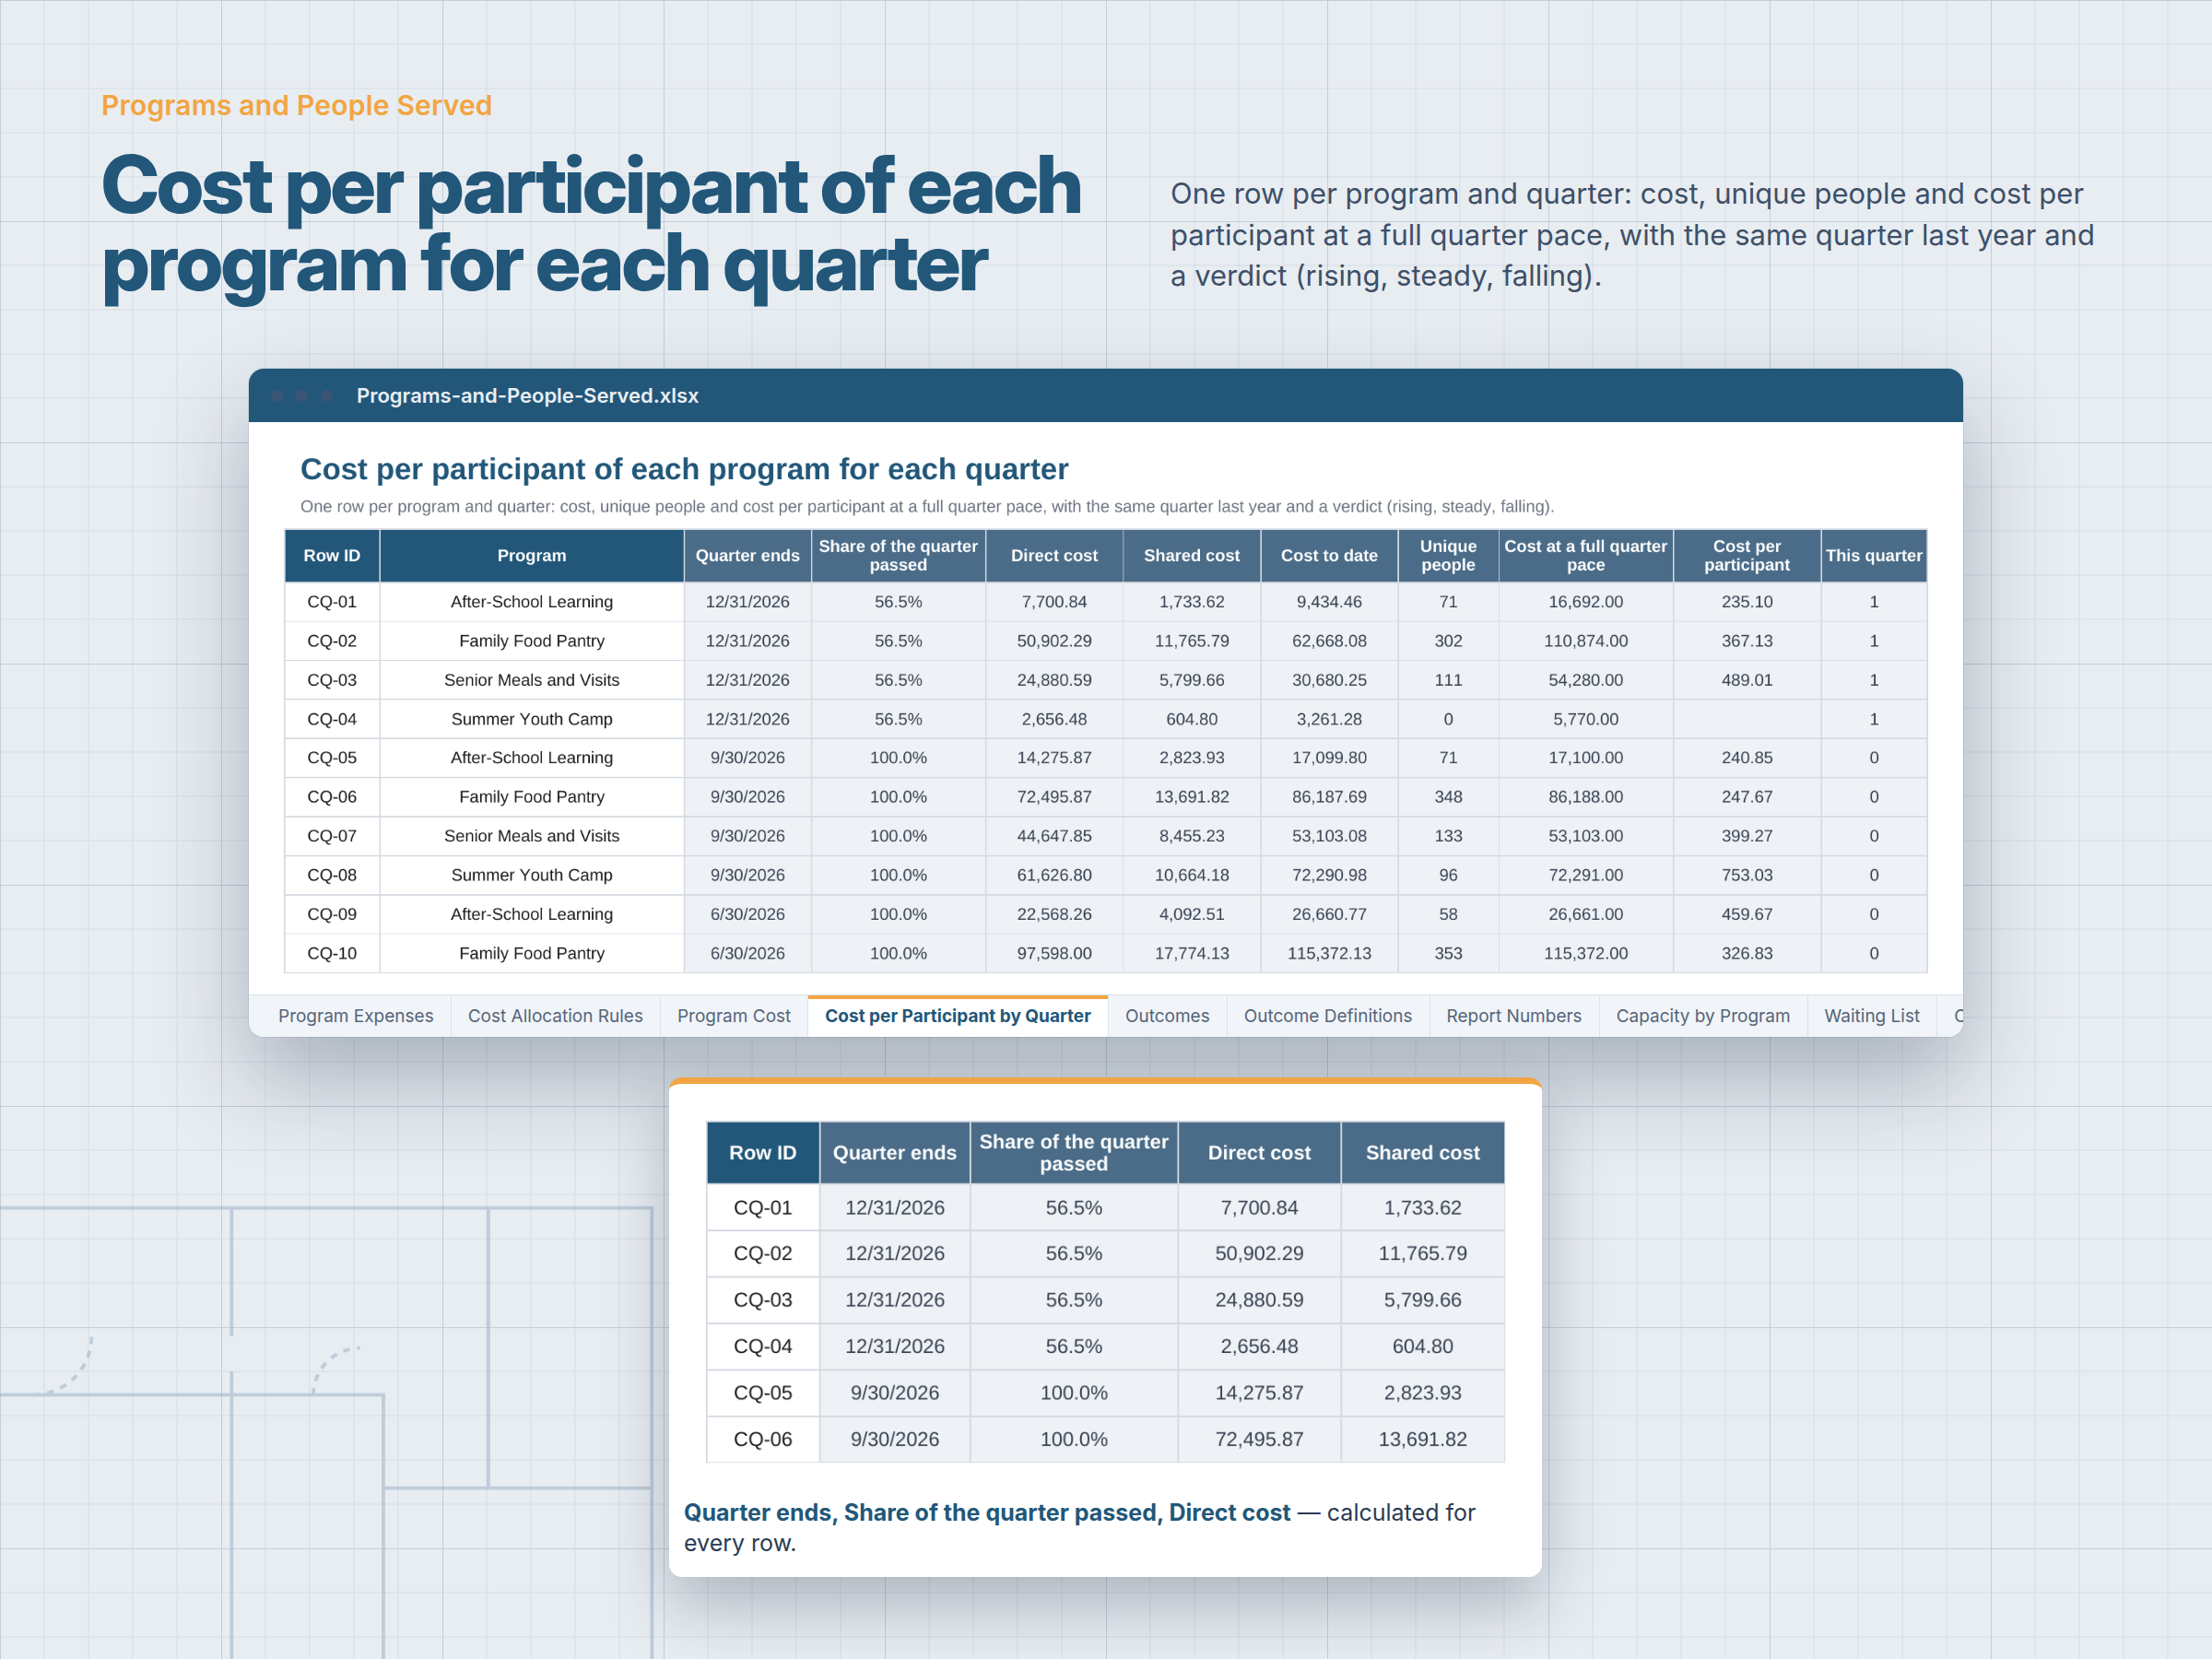 Programs and People Served
Cost per participant of each
program for each quarter
One row per program and quarter: cost, unique people and cost per
participant at a full quarter pace, with the same quarter last year and
a verdict (rising, steady, falling).
Programs-and-People-Served.xlsx
Cost per participant of each program for each quarter
One row per program and quarter: cost, unique people and cost per participant at a full quarter pace, with the same quarter last year and a verdict (rising, steady, falling).
Row ID Program Quarter ends Share of the quarter passed Direct cost Shared cost Cost to date Unique people Cost at a full quarter pace Cost per participant This quarter
CQ-01 After-School Learning 12/31/2026 56.5% 7,700.84 1,733.62 9,434.46 71 16,692.00 235.10 1
CQ-02 Family Food Pantry 12/31/2026 56.5% 50,902.29 11,765.79 62,668.08 302 110,874.00 367.13 1
CQ-03 Senior Meals and Visits 12/31/2026 56.5% 24,880.59 5,799.66 30,680.25 111 54,280.00 489.01 1
CQ-04 Summer Youth Camp 12/31/2026 56.5% 2,656.48 604.80 3,261.28 0 5,770.00 1
CQ-05 After-School Learning 9/30/2026 100.0% 14,275.87 2,823.93 17,099.80 71 17,100.00 240.85 0
CQ-06 Family Food Pantry 9/30/2026 100.0% 72,495.87 13,691.82 86,187.69 348 86,188.00 247.67 0
CQ-07 Senior Meals and Visits 9/30/2026 100.0% 44,647.85 8,455.23 53,103.08 133 53,103.00 399.27 0
CQ-08 Summer Youth Camp 9/30/2026 100.0% 61,626.80 10,664.18 72,290.98 96 72,291.00 753.03 0
CQ-09 After-School Learning 6/30/2026 100.0% 22,568.26 4,092.51 26,660.77 58 26,661.00 459.67 0
CQ-10 Family Food Pantry 6/30/2026 100.0% 97,598.00 17,774.13 115,372.13 353 115,372.00 326.83 0
Program Expenses Cost Allocation Rules Program Cost Cost per Participant by Quarter Outcomes Outcome Definitions Report Numbers Capacity by Program Waiting List
Row ID Quarter ends Share of the quarter passed Direct cost Shared cost
CQ-01 12/31/2026 56.5% 7,700.84 1,733.62
CQ-02 12/31/2026 56.5% 50,902.29 11,765.79
CQ-03 12/31/2026 56.5% 24,880.59 5,799.66
CQ-04 12/31/2026 56.5% 2,656.48 604.80
CQ-05 9/30/2026 100.0% 14,275.87 2,823.93
CQ-06 9/30/2026 100.0% 72,495.87 13,691.82
Quarter ends, Share of the quarter passed, Direct cost — calculated for
every row.